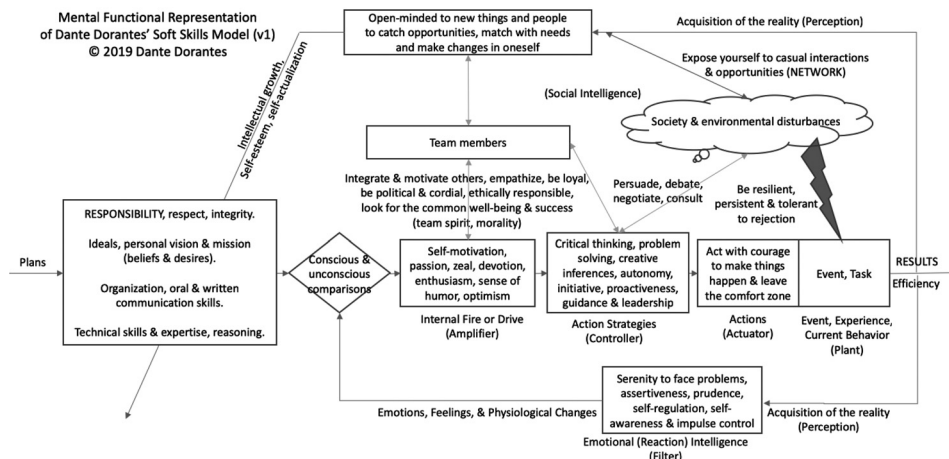 Mental Functional Representation
of Dante Dorantes' Soft Skills Model (v1)
© 2019 Dante Dorantes
Open-minded to new things and people
to catch opportunities, match with needs
and make changes in oneself
Acquisition of the reality (Perception)
Expose yourself to casual interactions
& opportunities (NETWORK)
(Social Intelligence)
Intellectual growth,
Self-esteem, self-actualization
Society & environmental disturbances
Team members
Integrate & motivate others, empathize, be loyal,
be political & cordial, ethically responsible,
look for the common well-being & success
(team spirit, morality)
Persuade, debate,
negotiate, consult
Be resilient,
persistent & tolerant
to rejection
Plans
RESPONSIBILITY, respect, integrity.
Ideals, personal vision & mission
(beliefs & desires).
Organization, oral & written
communication skills.
Technical skills & expertise, reasoning.
Conscious &
unconscious
comparisons
Self-motivation,
passion, zeal, devotion,
enthusiasm, sense of
humor, optimism
Internal Fire or Drive
(Amplifier)
Critical thinking, problem
solving, creative
inferences, autonomy,
initiative, proactiveness,
guidance & leadership
Action Strategies
(Controller)
Act with courage
to make things
happen & leave
the comfort zone
Actions
(Actuator)
Event, Task
Event, Experience,
Current Behavior
(Plant)
RESULTS
Efficiency
Serenity to face problems,
assertiveness, prudence,
self-regulation, self-
awareness & impulse control
Emotional (Reaction) Intelligence
(Filter)
Emotions, Feelings, & Physiological Changes
Acquisition of the reality
(Perception)